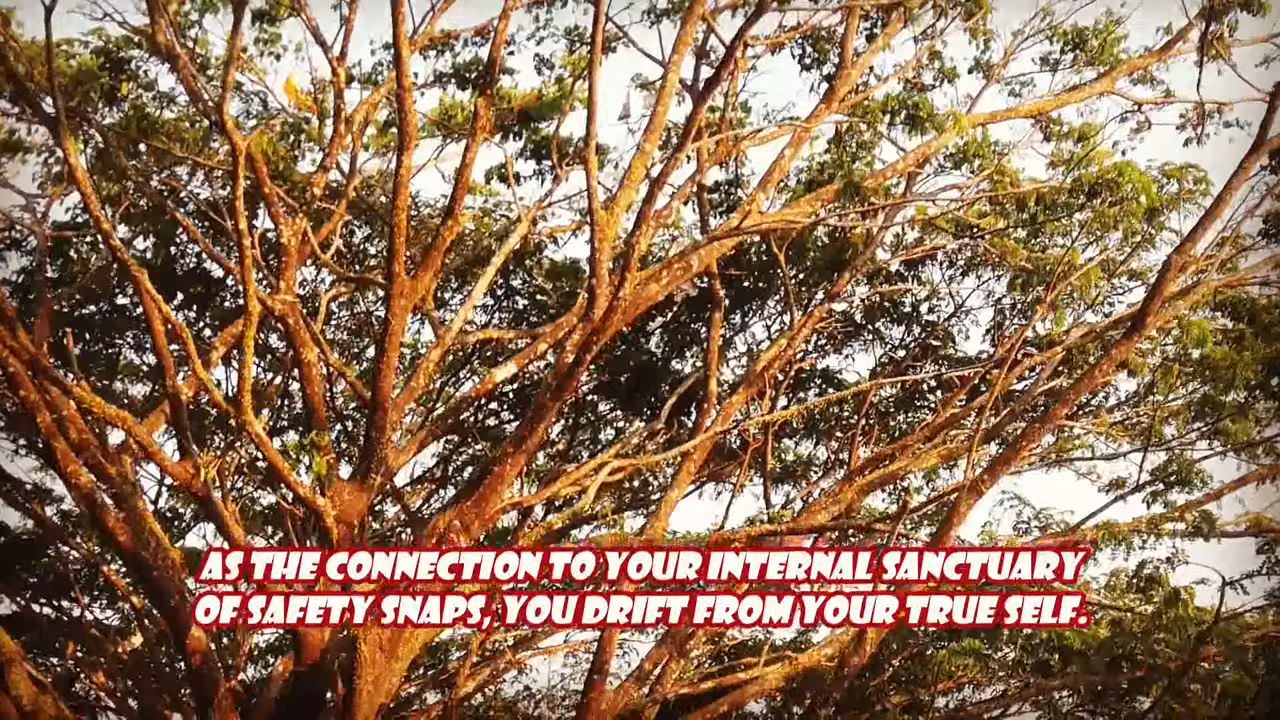 AS THE CONNECTION TO YOUR INTERNAL SANCTUARY
OF SAFETY SNAPS, YOU DRIFT FROM YOUR TRUE SELF.